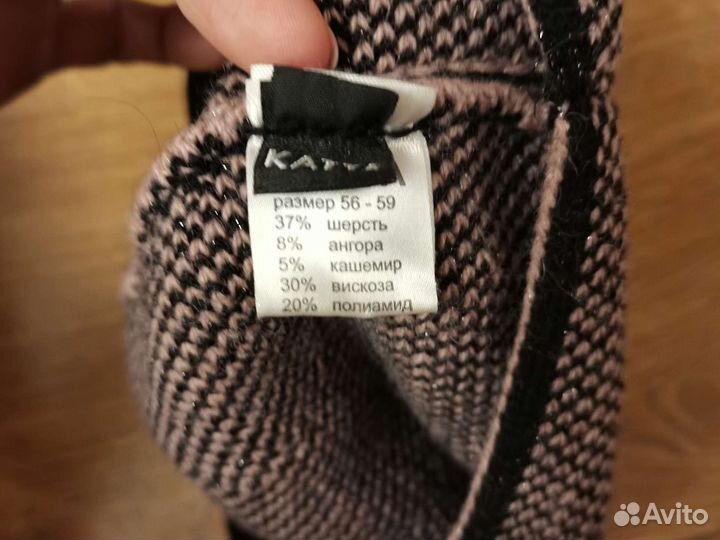 размер 56 - 59
37% шерсть
8% ангора
5% кашемир
30% вискоза
20% полиамид
Avito